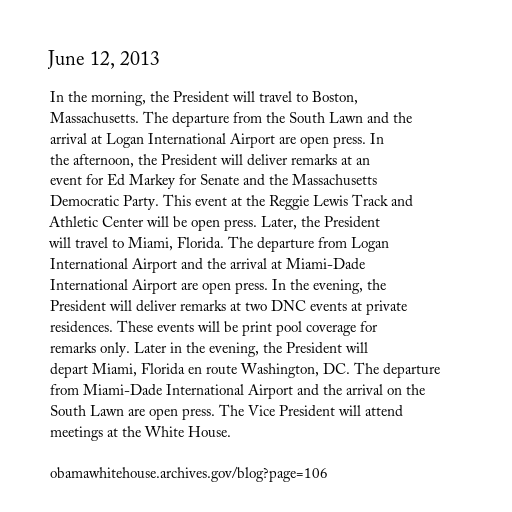 June 12, 2013
In the morning, the President will travel to Boston,
Massachusetts. The departure from the South Lawn and the
arrival at Logan International Airport are open press. In
the afternoon, the President will deliver remarks at an
event for Ed Markey for Senate and the Massachusetts
Democratic Party. This event at the Reggie Lewis Track and
Athletic Center will be open press. Later, the President
will travel to Miami, Florida. The departure from Logan
International Airport and the arrival at Miami-Dade
International Airport are open press. In the evening, the
President will deliver remarks at two DNC events at private
residences. These events will be print pool coverage for
remarks only. Later in the evening, the President will
depart Miami, Florida en route Washington, DC. The departure
from Miami-Dade International Airport and the arrival on the
South Lawn are open press. The Vice President will attend
meetings at the White House.
obamawhitehouse.archives.gov/blog?page=106